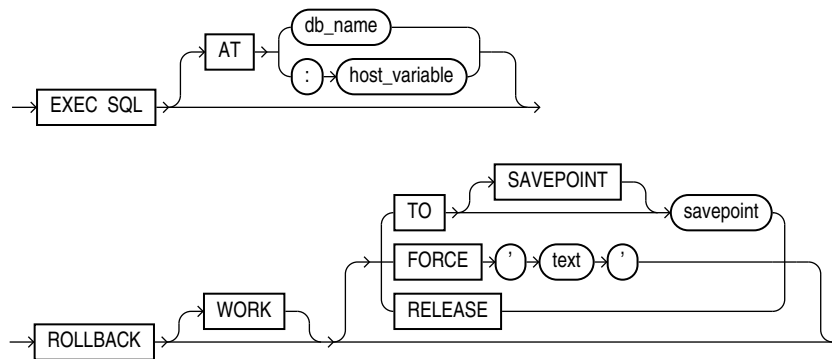 db_name
AT
: host_variable
EXEC SQL
SAVEPOINT
TO savepoint
FORCE ' text '
WORK RELEASE
ROLLBACK